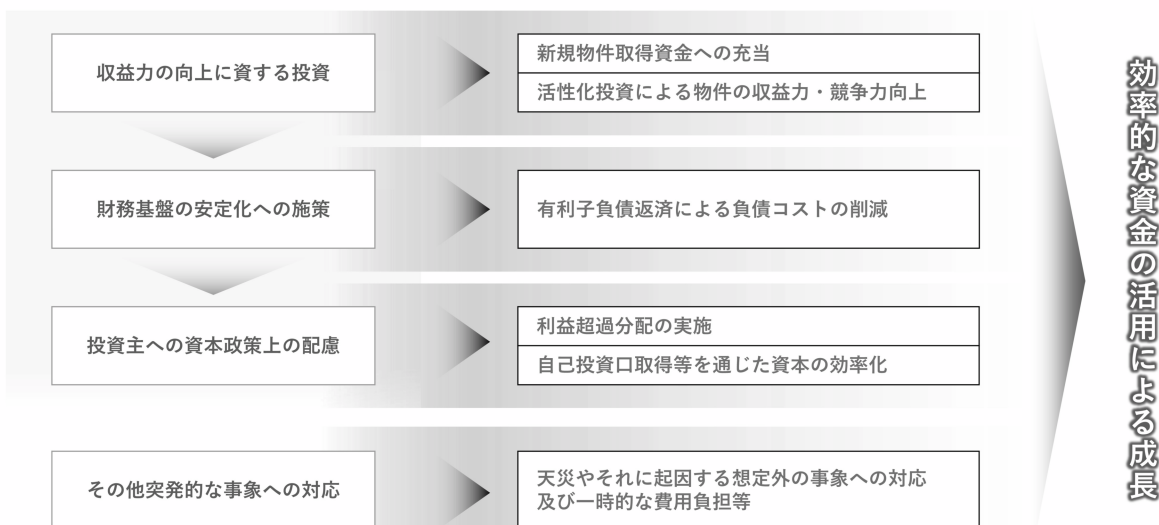 収益力の向上に資する投資
新規物件取得資金への充当
活性化投資による物件の収益力・競争力向上
財務基盤の安定化への施策
有利子負債返済による負債コストの削減
投資主への資本政策上の配慮
利益超過分配の実施
自己投資口取得等を通じた資本の効率化
その他突発的な事象への対応
天災やそれに起因する想定外の事象への対応
及び一時的な費用負担等
効率的な資金の活用による成長